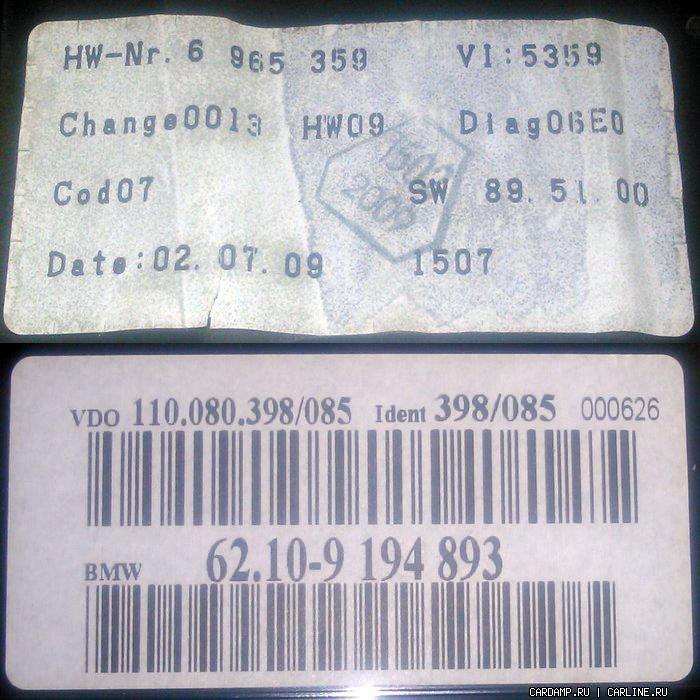 HW-Nr. 6 965 359 VI:5359
Change0013 HW09 Diag06E0
Cod07 SW 89.51.00
1506
2009
Date:02.07.09 1507
VDO 110.080.398/085 Ident 398/085 000626
BMW 62.10-9 194 893
CARDAMP.RU | CARLINE.RU